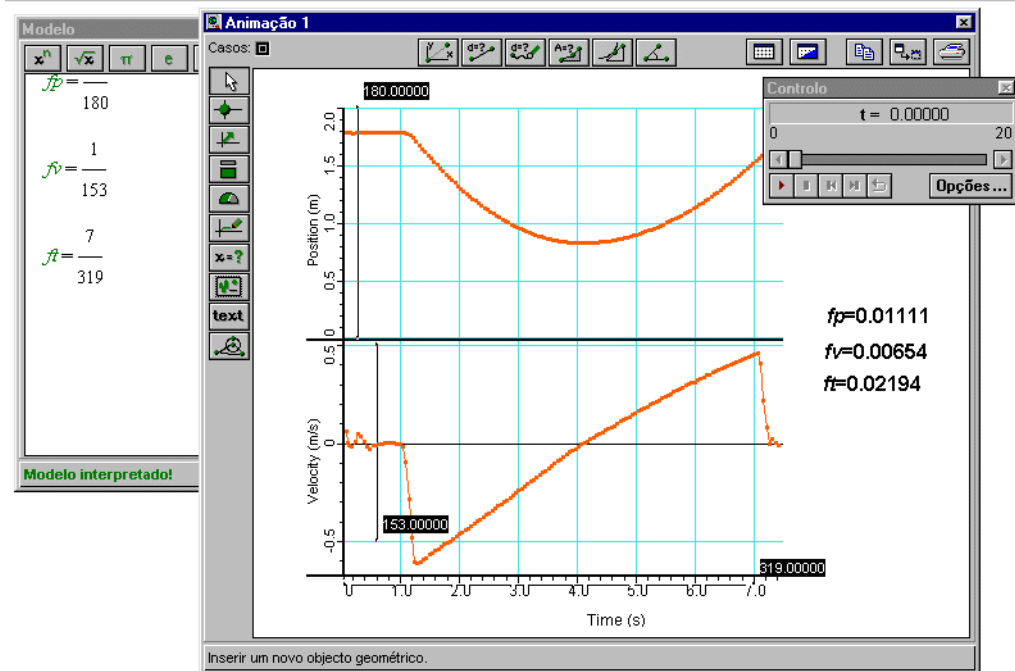 Modelo
xⁿ √x π e
fp=
180
fv=
1
153
ft=
7
319
Modelo interpretado!
Animação 1
Casos:
y x d=? d=? A=?
x=?
text
180.00000
2.0
1.5
1.0
0.5
0
Position (m)
0.5
0
-0.5
Velocity (m/s)
153.00000
319.00000
0 1.0 2.0 3.0 4.0 5.0 6.0 7.0
Time (s)
fp=0.01111
fv=0.00654
ft=0.02194
Controlo
t = 0.00000
0 20
Opções...
Inserir um novo objecto geométrico.